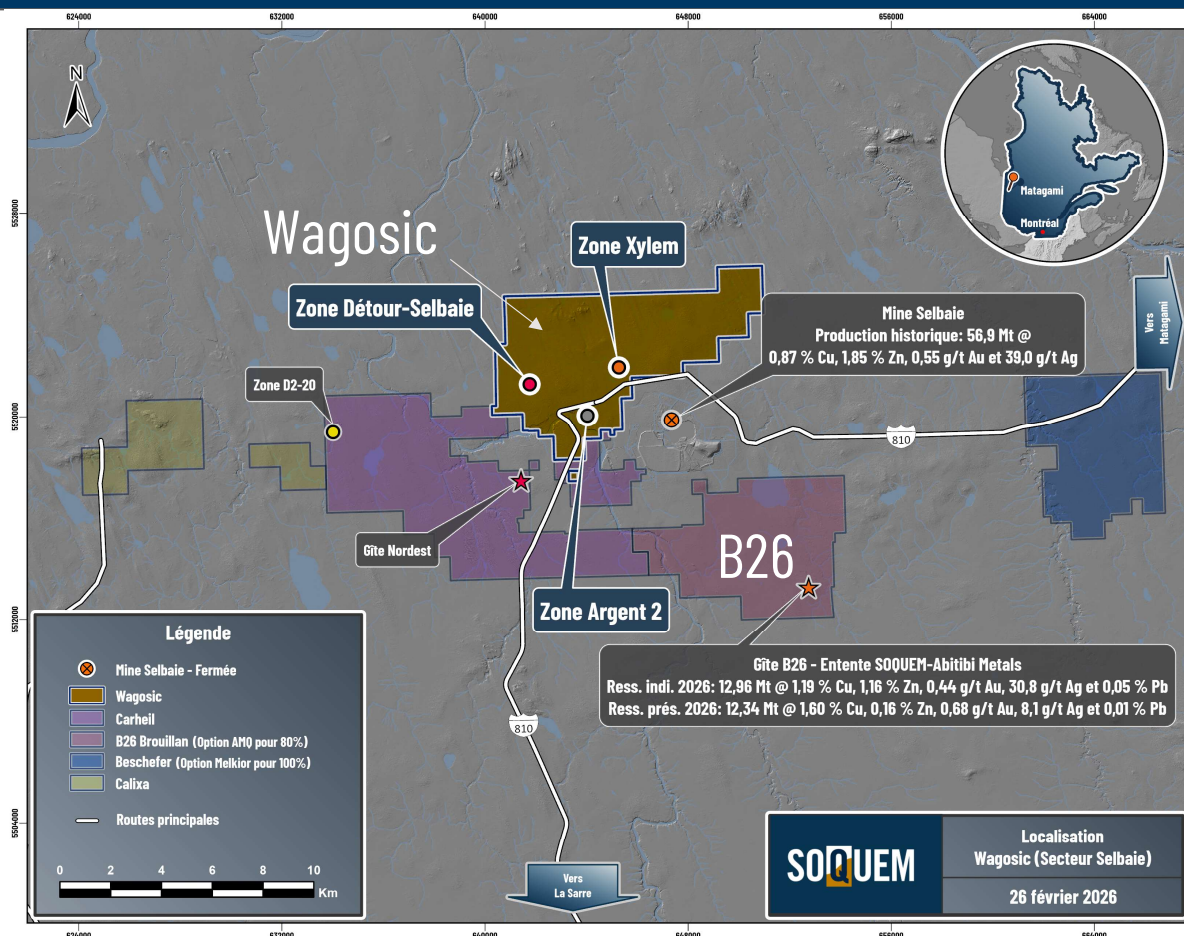 624000
632000
640000
648000
656000
664000
N
Matagami
Montréal
5528000
Wagosic
Zone Xylem
Zone Détour-Selbaie
Vers
Matagami
Mine Selbaie
Production historique: 56,9 Mt @
0,87 % Cu, 1,85 % Zn, 0,55 g/t Au et 39,0 g/t Ag
Zone D2-20
5120000
810
Gîte Nordest
B26
Zone Argent 2
5512000
Gîte B26 - Entente SOQUEM-Abitibi Metals
Ress. indi. 2026: 12,96 Mt @ 1,19 % Cu, 1,16 % Zn, 0,44 g/t Au, 30,8 g/t Ag et 0,05 % Pb
Ress. prés. 2026: 12,34 Mt @ 1,60 % Cu, 0,16 % Zn, 0,68 g/t Au, 8,1 g/t Ag et 0,01 % Pb
810
Légende
Mine Selbaie - Fermée
Wagosic
Carheil
B26 Brouillan (Option AMQ pour 80%)
Beschefer (Option Melkior pour 100%)
Calixa
Routes principales
0 2 4 6 8 10
Km
5504000
Vers
La Sarre
SOQUEM
Localisation
Wagosic (Secteur Selbaie)
26 février 2026